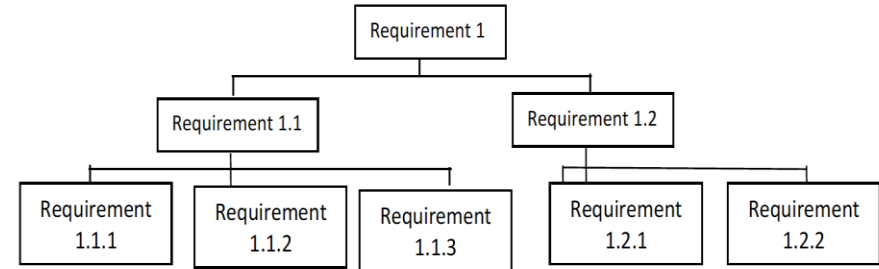 Requirement 1
Requirement 1.1
Requirement 1.2
Requirement
1.1.1
Requirement
1.1.2
Requirement
1.1.3
Requirement
1.2.1
Requirement
1.2.2